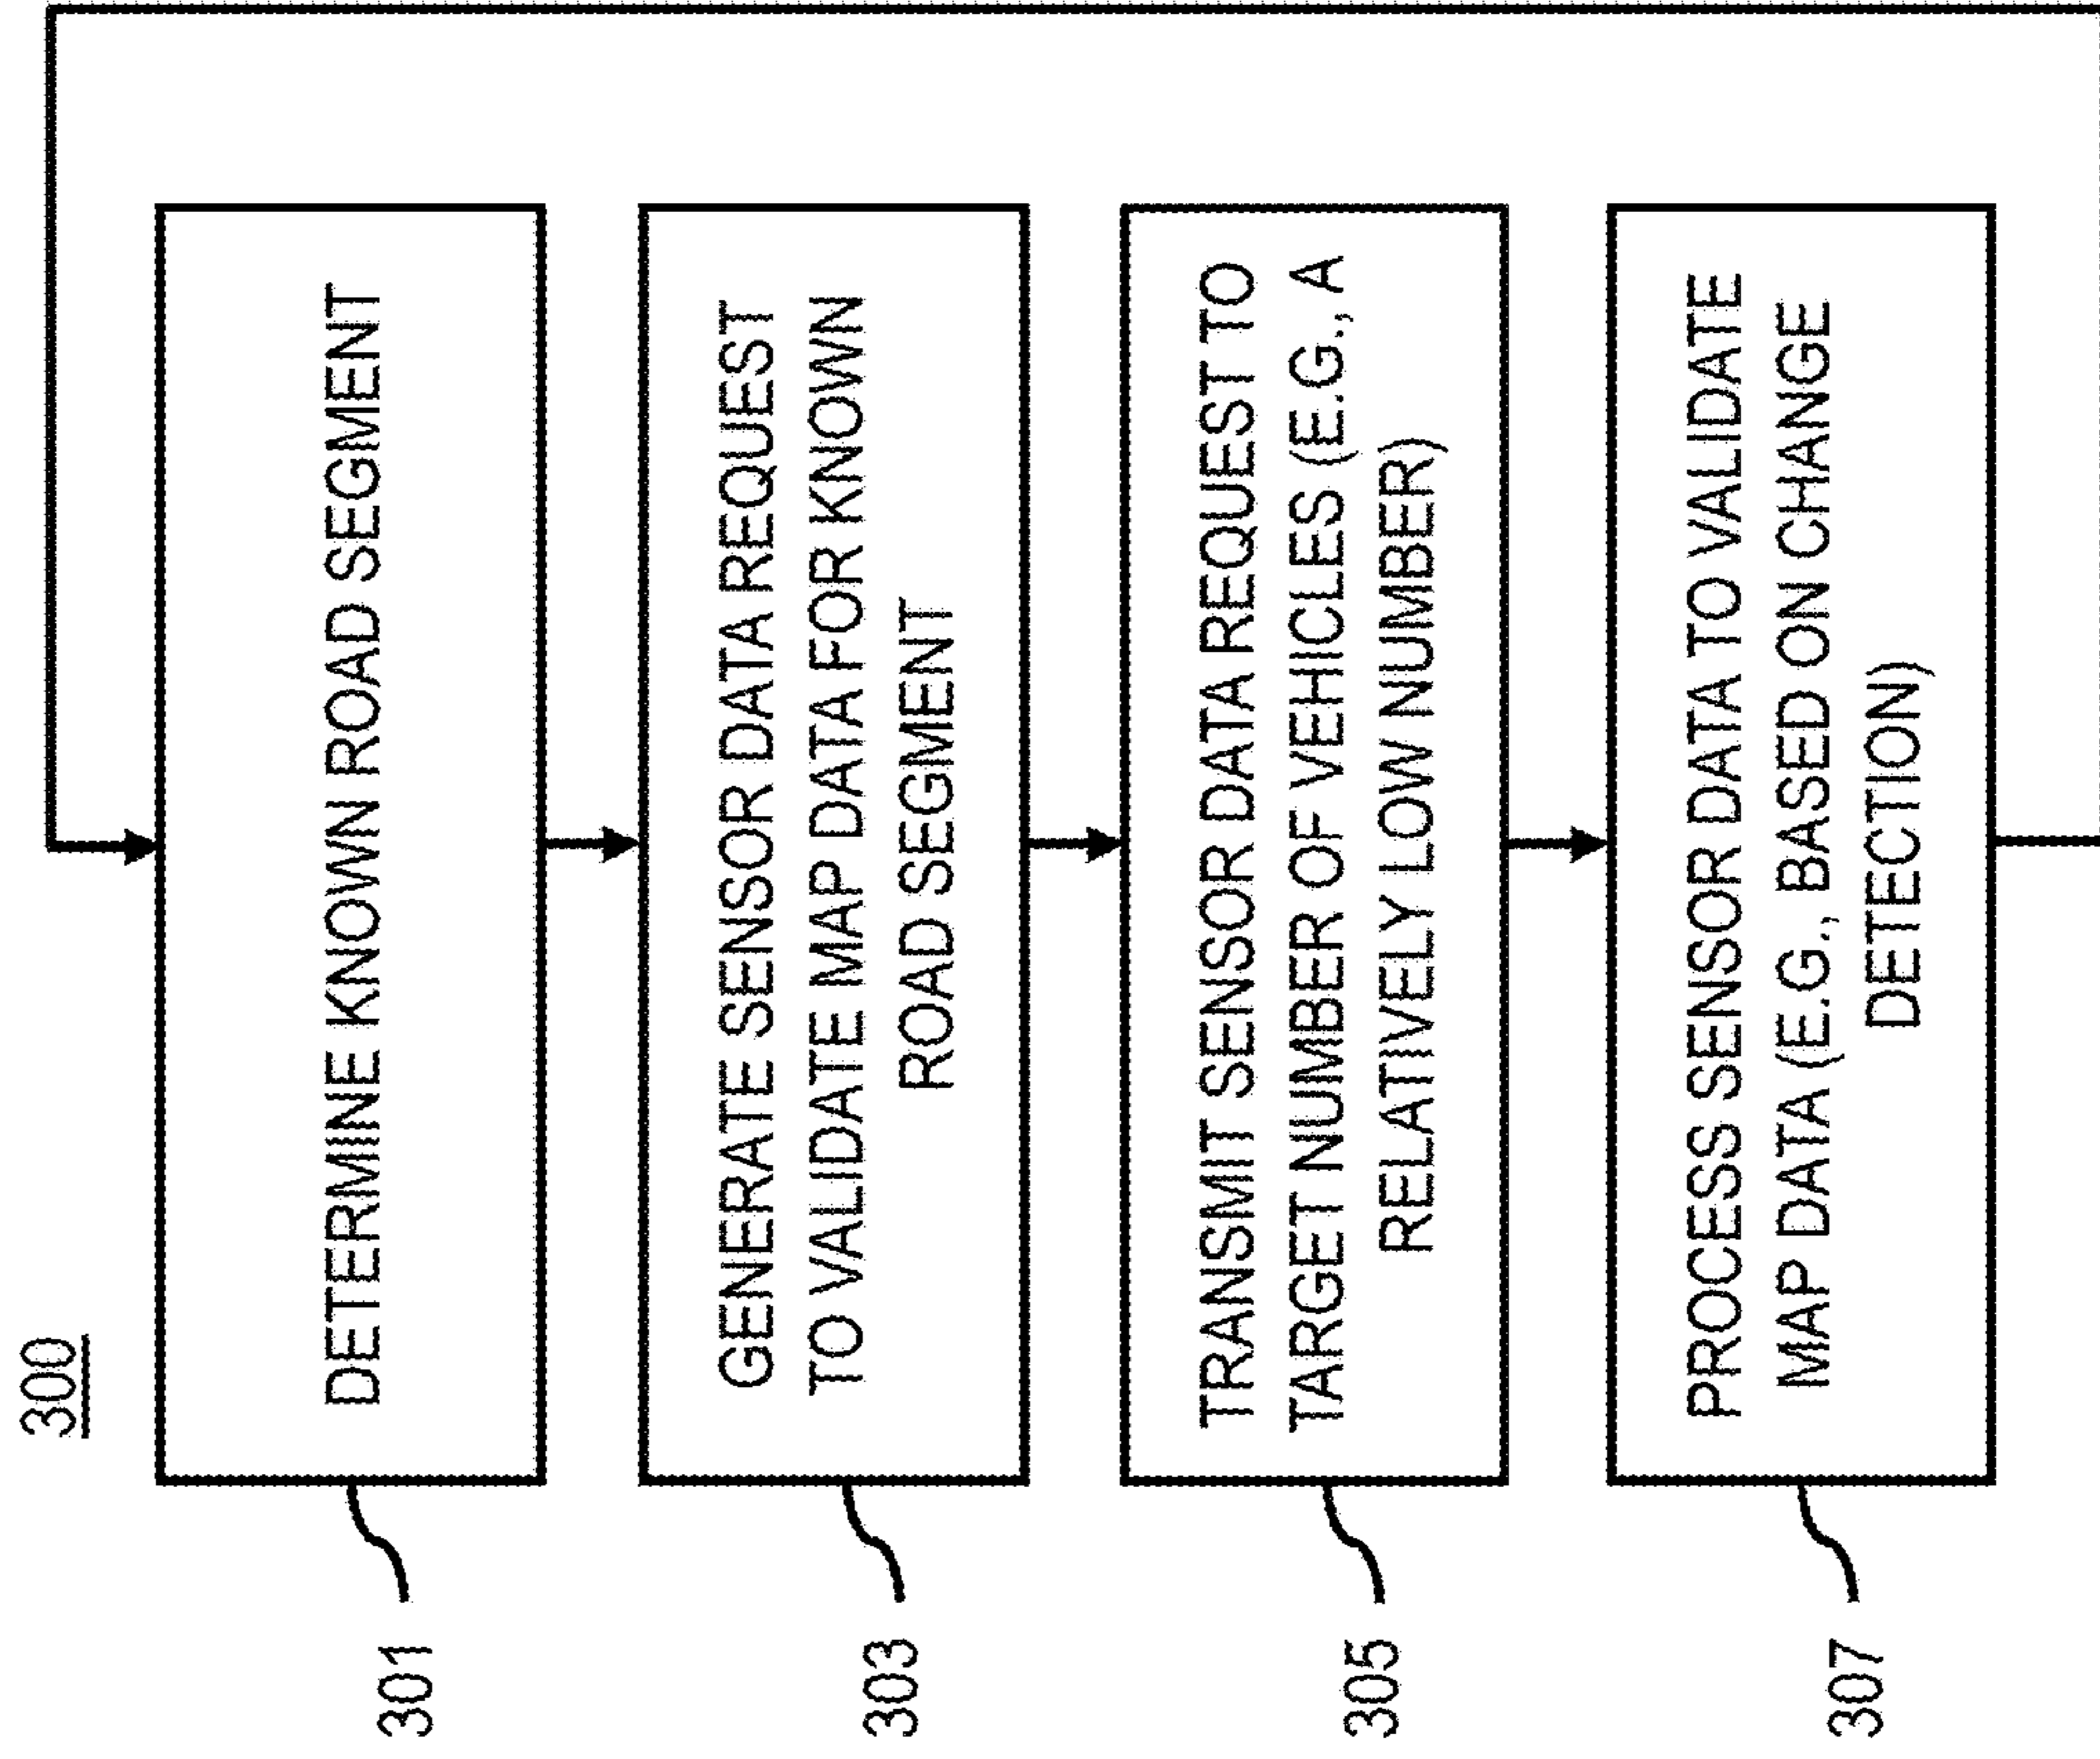 300
301
DETERMINE KNOWN ROAD SEGMENT
303
GENERATE SENSOR DATA REQUEST
TO VALIDATE MAP DATA FOR KNOWN
ROAD SEGMENT
305
TRANSMIT SENSOR DATA REQUEST TO
TARGET NUMBER OF VEHICLES (E.G., A
RELATIVELY LOW NUMBER)
307
PROCESS SENSOR DATA TO VALIDATE
MAP DATA (E.G., BASED ON CHANGE
DETECTION)